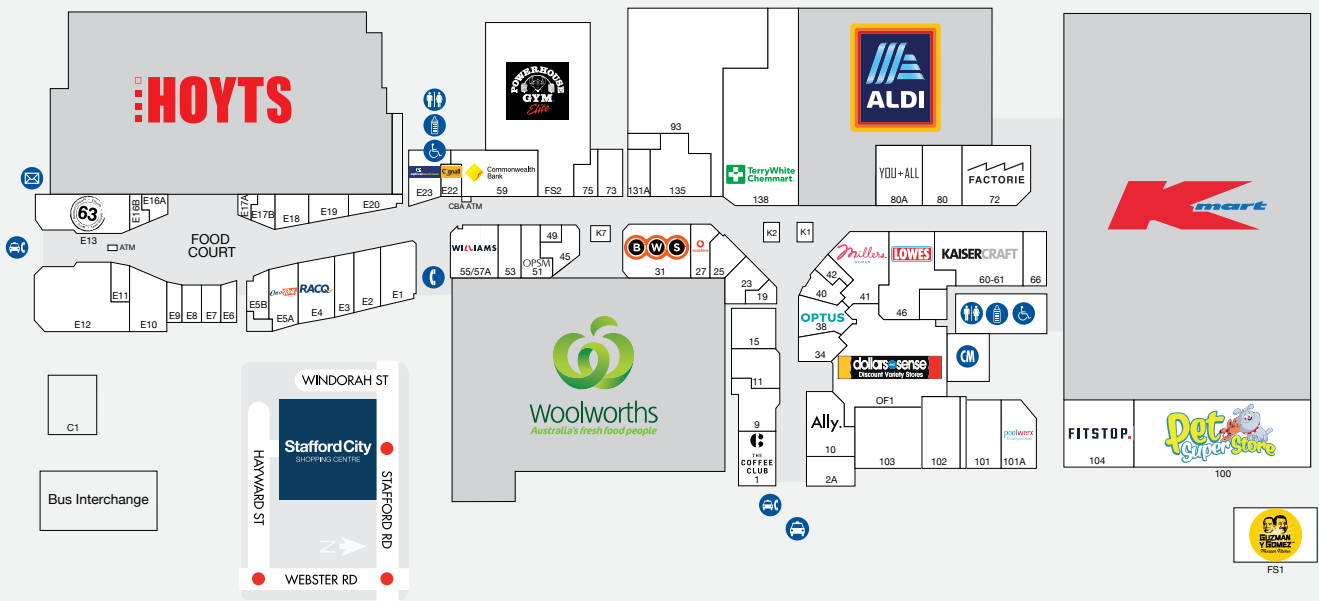 HOYTS
POWERHOUSE
GYM
Elite
ALDI
93
TerryWhite
Chemmart.
138
131A
135
YOU+ALL
80A
80
FACTORIE
72
Kmart
E23
E22
Commonwealth
Bank
59
FS2
75
73
CBA ATM
63
E13
E16B
E16A
E17A
E17B
E18
E19
E20
ATM
FOOD
COURT
E11
E12
E10
E9
E8
E7
E6
E5B
E5A
RACQ
E4
E3
E2
E1
WILLIAMS
55/57A
53
OPSM
51
49
45
K7
BWS
31
vodafone
27
25
23
19
K2
K1
Millers
WOMAN
LOWES
KAISERCRAFT
60-61
66
42
40
41
46
OPTUS
38
34
15
11
9
THE
COFFEE
CLUB
1
dollars sense
Discount Variety Stores
CM
OF1
Ally.
10
2A
103
102
101
poolwerx
101A
FITSTOP.
104
Pet
Super Store
100
Woolworths
Australia's fresh food people
C1
Bus Interchange
WINDORAH ST
Stafford City
SHOPPING CENTRE
HAYWARD ST
STAFFORD RD
N
WEBSTER RD
GUZMAN
Y GOMEZ
Mexican Kitchen
FS1